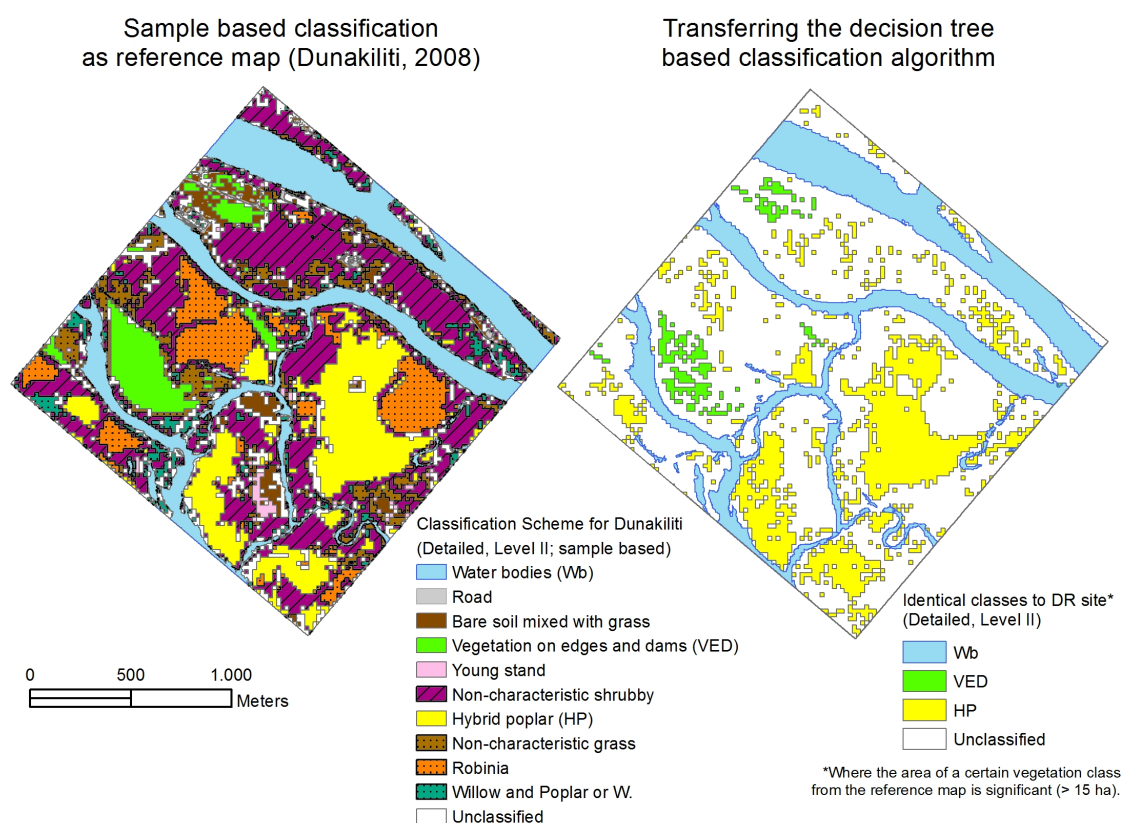 Sample based classification
as reference map (Dunakiliti, 2008)
Transferring the decision tree
based classification algorithm
Classification Scheme for Dunakiliti
(Detailed, Level II; sample based)
Water bodies (Wb)
Road
Bare soil mixed with grass
Vegetation on edges and dams (VED)
Young stand
Non-characteristic shrubby
Hybrid poplar (HP)
Non-characteristic grass
Robinia
Willow and Poplar or W.
Unclassified
0 500 1.000
Meters
Identical classes to DR site*
(Detailed, Level II)
Wb
VED
HP
Unclassified
*Where the area of a certain vegetation class
from the reference map is significant (> 15 ha).